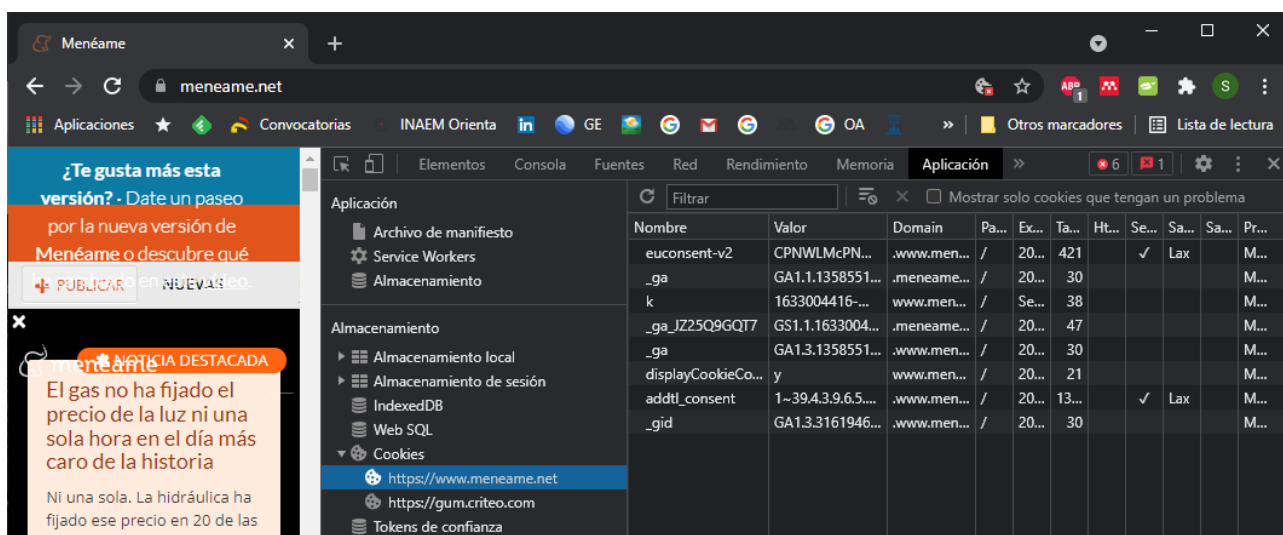 Menéame
meneame.net
ABP
1
S
Aplicaciones
Convocatorias
INAEM Orienta
in
GE
OA
»
Otros marcadores
Lista de lectura
¿Te gusta más esta
versión? - Date un paseo
por la nueva versión de
Menéame o descubre qué
vídeo.
PUBLICAR
NUEVAS
menéame
NOTICIA DESTACADA
El gas no ha fijado el
precio de la luz ni una
sola hora en el día más
caro de la historia
Ni una sola. La hidráulica ha
fijado ese precio en 20 de las
Elementos Consola Fuentes Red Rendimiento Memoria Aplicación » 6 1
Aplicación
Archivo de manifiesto
Service Workers
Almacenamiento
Almacenamiento
Almacenamiento local
Almacenamiento de sesión
IndexedDB
Web SQL
Cookies
https://www.meneame.net
https://gum.criteo.com
Tokens de confianza
Filtrar
Mostrar solo cookies que tengan un problema
Nombre Valor Domain Pa... Ex... Ta... Ht... Se... Sa... Sa... Pr...
euconsent-v2 CPNWLMcPN... .www.men... / 20... 421 ✓ Lax M...
_ga GA1.1.1358551... .meneame... / 20... 30 M...
k 1633004416-... www.men... / Se... 38 M...
_ga_JZ25Q9GQT7 GS1.1.1633004... .meneame... / 20... 47 M...
_ga GA1.3.1358551... .www.men... / 20... 30 M...
displayCookieCo... y www.men... / 20... 21 M...
addtl_consent 1~39.4.3.9.6.5.... .www.men... / 20... 13... ✓ Lax M...
_gid GA1.3.3161946... .www.men... / 20... 30 M...